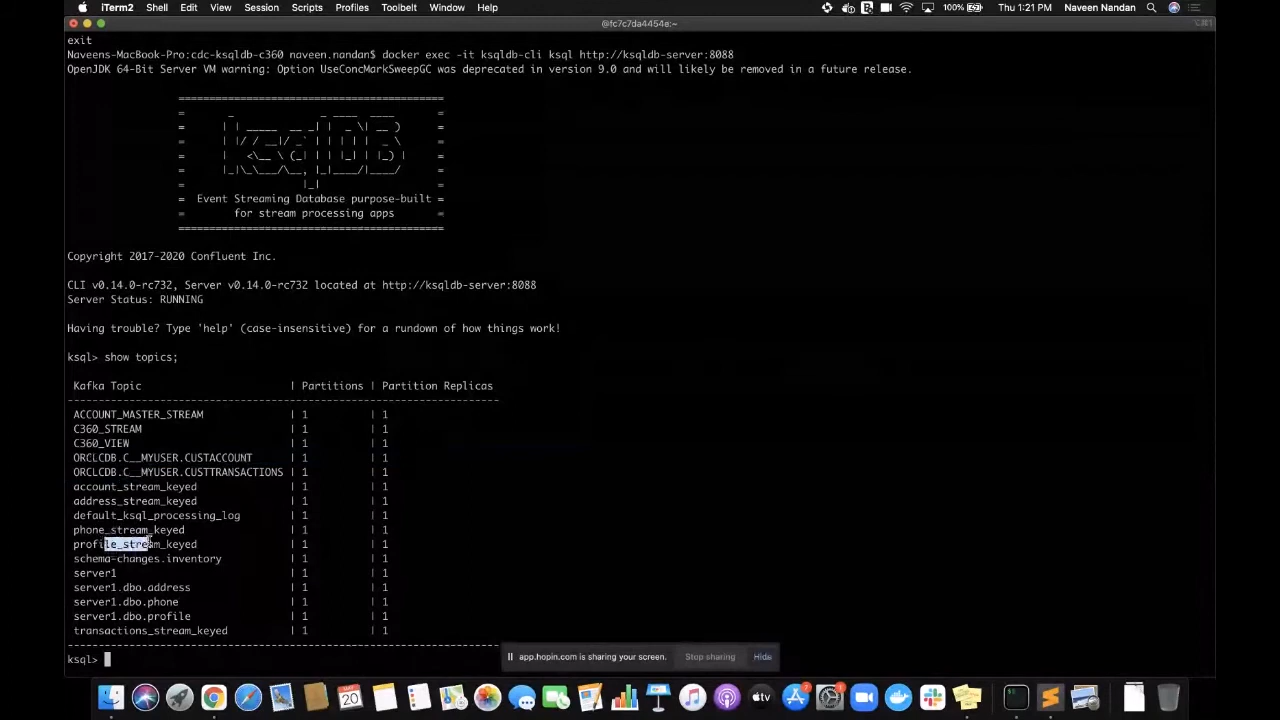 iTerm2 Shell Edit View Session Scripts Profiles Toolbelt Window Help 100% Thu 1:21 PM Naveen Nandan
@fc7c7da4454e:~
exit
Naveens-MacBook-Pro:cdc-ksqldb-c360 naveen.nandan$ docker exec -it ksqldb-cli ksql http://ksqldb-server:8088
OpenJDK 64-Bit Server VM warning: Option UseConcMarkSweepGC was deprecated in version 9.0 and will likely be removed in a future release.
ksqlDB
= Event Streaming Database purpose-built =
= for stream processing apps =
===========================================
Copyright 2017-2020 Confluent Inc.
CLI v0.14.0-rc732, Server v0.14.0-rc732 located at http://ksqldb-server:8088
Server Status: RUNNING
Having trouble? Type 'help' (case-insensitive) for a rundown of how things work!
ksql> show topics;
Kafka Topic | Partitions | Partition Replicas
ACCOUNT_MASTER_STREAM | 1 | 1
C360_STREAM | 1 | 1
C360_VIEW | 1 | 1
ORCLCDB.C__MYUSER.CUSTACCOUNT | 1 | 1
ORCLCDB.C__MYUSER.CUSTTRANSACTIONS | 1 | 1
account_stream_keyed | 1 | 1
address_stream_keyed | 1 | 1
default_ksql_processing_log | 1 | 1
phone_stream_keyed | 1 | 1
profile_stream_keyed | 1 | 1
schema-changes.inventory | 1 | 1
server1 | 1 | 1
server1.dbo.address | 1 | 1
server1.dbo.phone | 1 | 1
server1.dbo.profile | 1 | 1
transactions_stream_keyed | 1 | 1
ksql>
app.hopin.com is sharing your screen. Stop sharing Hide
MAY 20